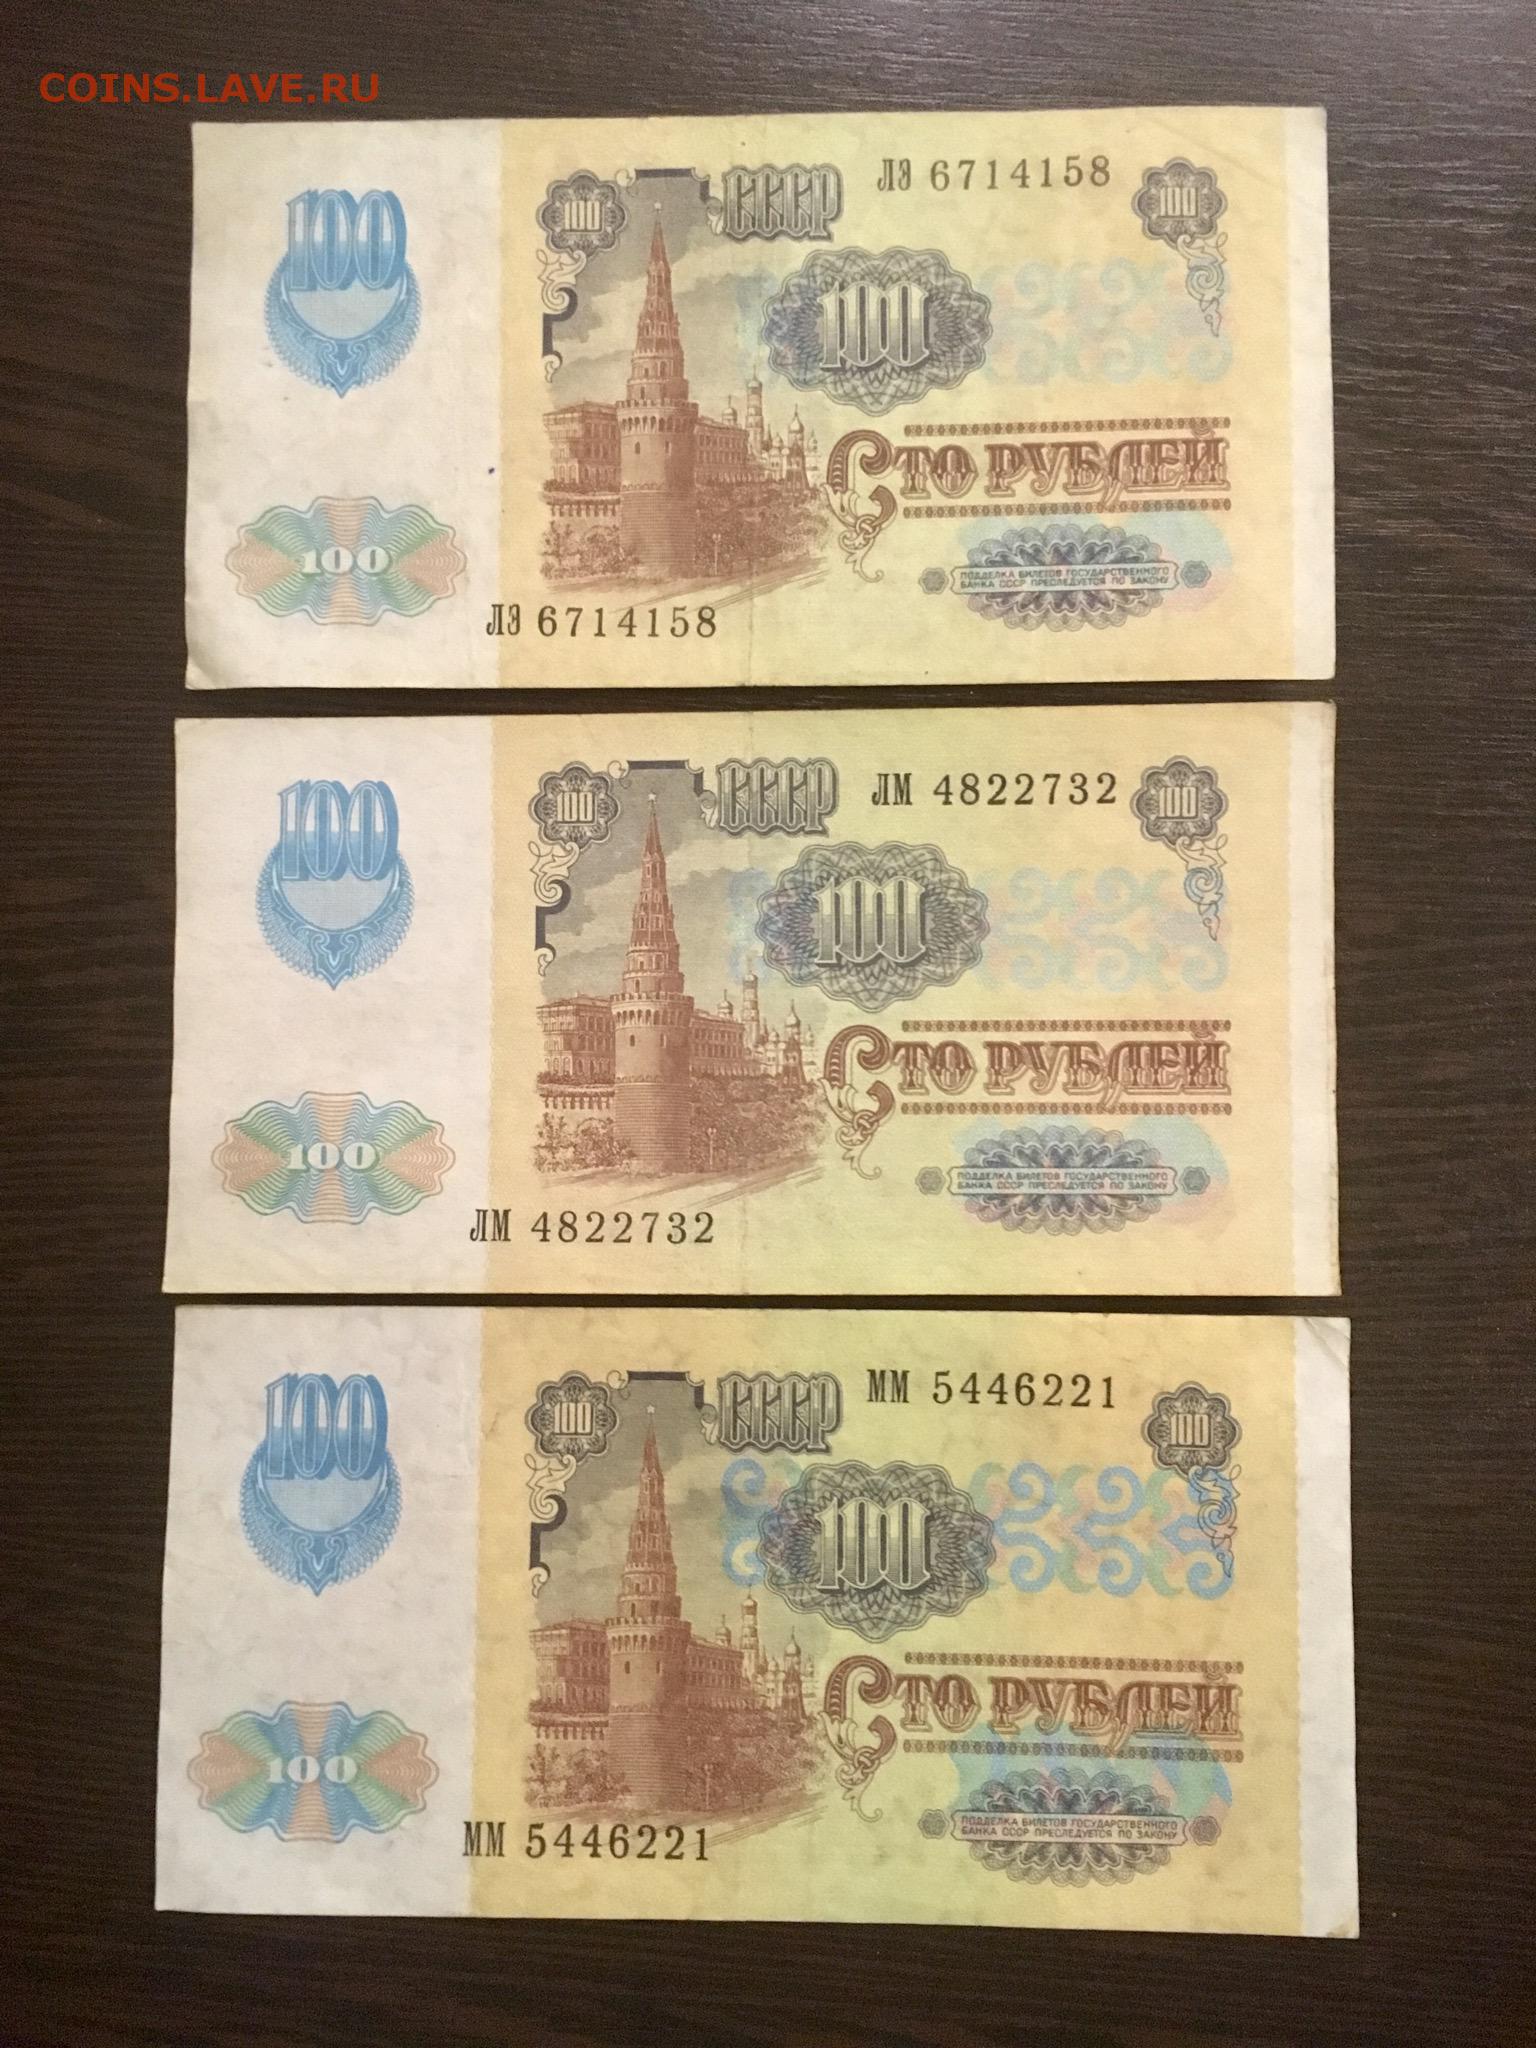 COINS.LAVE.RU
100
100
СССР
ЛЭ 6714158
100
100
СТО РУБЛЕЙ
100
ПОДДЕЛКА БИЛЕТОВ ГОСУДАРСТВЕННОГО
БАНКА СССР ПРЕСЛЕДУЕТСЯ ПО ЗАКОНУ
ЛЭ 6714158
100
100
СССР
ЛМ 4822732
100
100
СТО РУБЛЕЙ
100
ПОДДЕЛКА БИЛЕТОВ ГОСУДАРСТВЕННОГО
БАНКА СССР ПРЕСЛЕДУЕТСЯ ПО ЗАКОНУ
ЛМ 4822732
100
100
СССР
ММ 5446221
100
100
СТО РУБЛЕЙ
100
ПОДДЕЛКА БИЛЕТОВ ГОСУДАРСТВЕННОГО
БАНКА СССР ПРЕСЛЕДУЕТСЯ ПО ЗАКОНУ
ММ 5446221